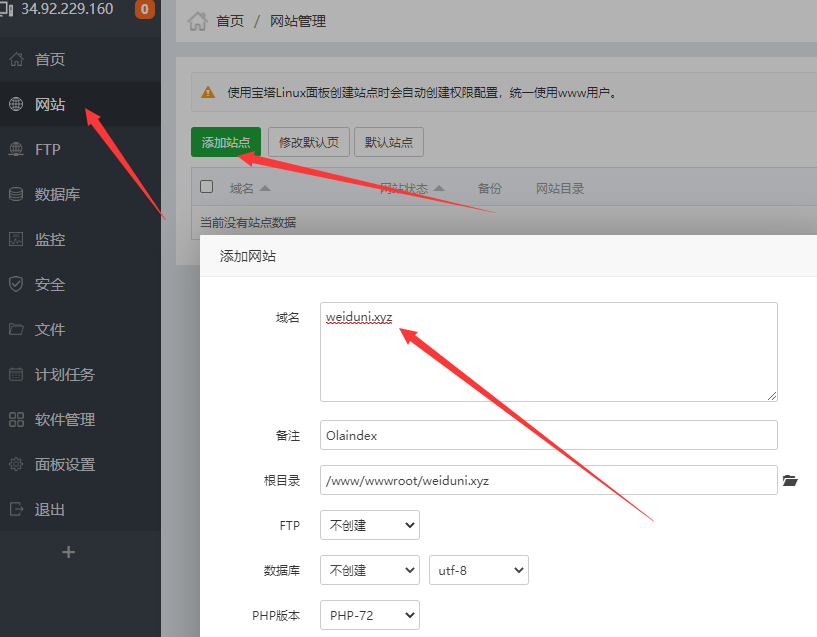 34.92.229.160 0
首页
网站
FTP
数据库
监控
安全
文件
计划任务
软件管理
面板设置
退出
首页 / 网站管理
使用宝塔Linux面板创建站点时会自动创建权限配置，统一使用www用户。
添加站点 修改默认页 默认站点
域名 网站状态 备份 网站目录
当前没有站点数据
添加网站
域名 weiduni.xyz
备注 Olaindex
根目录 /www/wwwroot/weiduni.xyz
FTP 不创建
数据库 不创建 utf-8
PHP版本 PHP-72